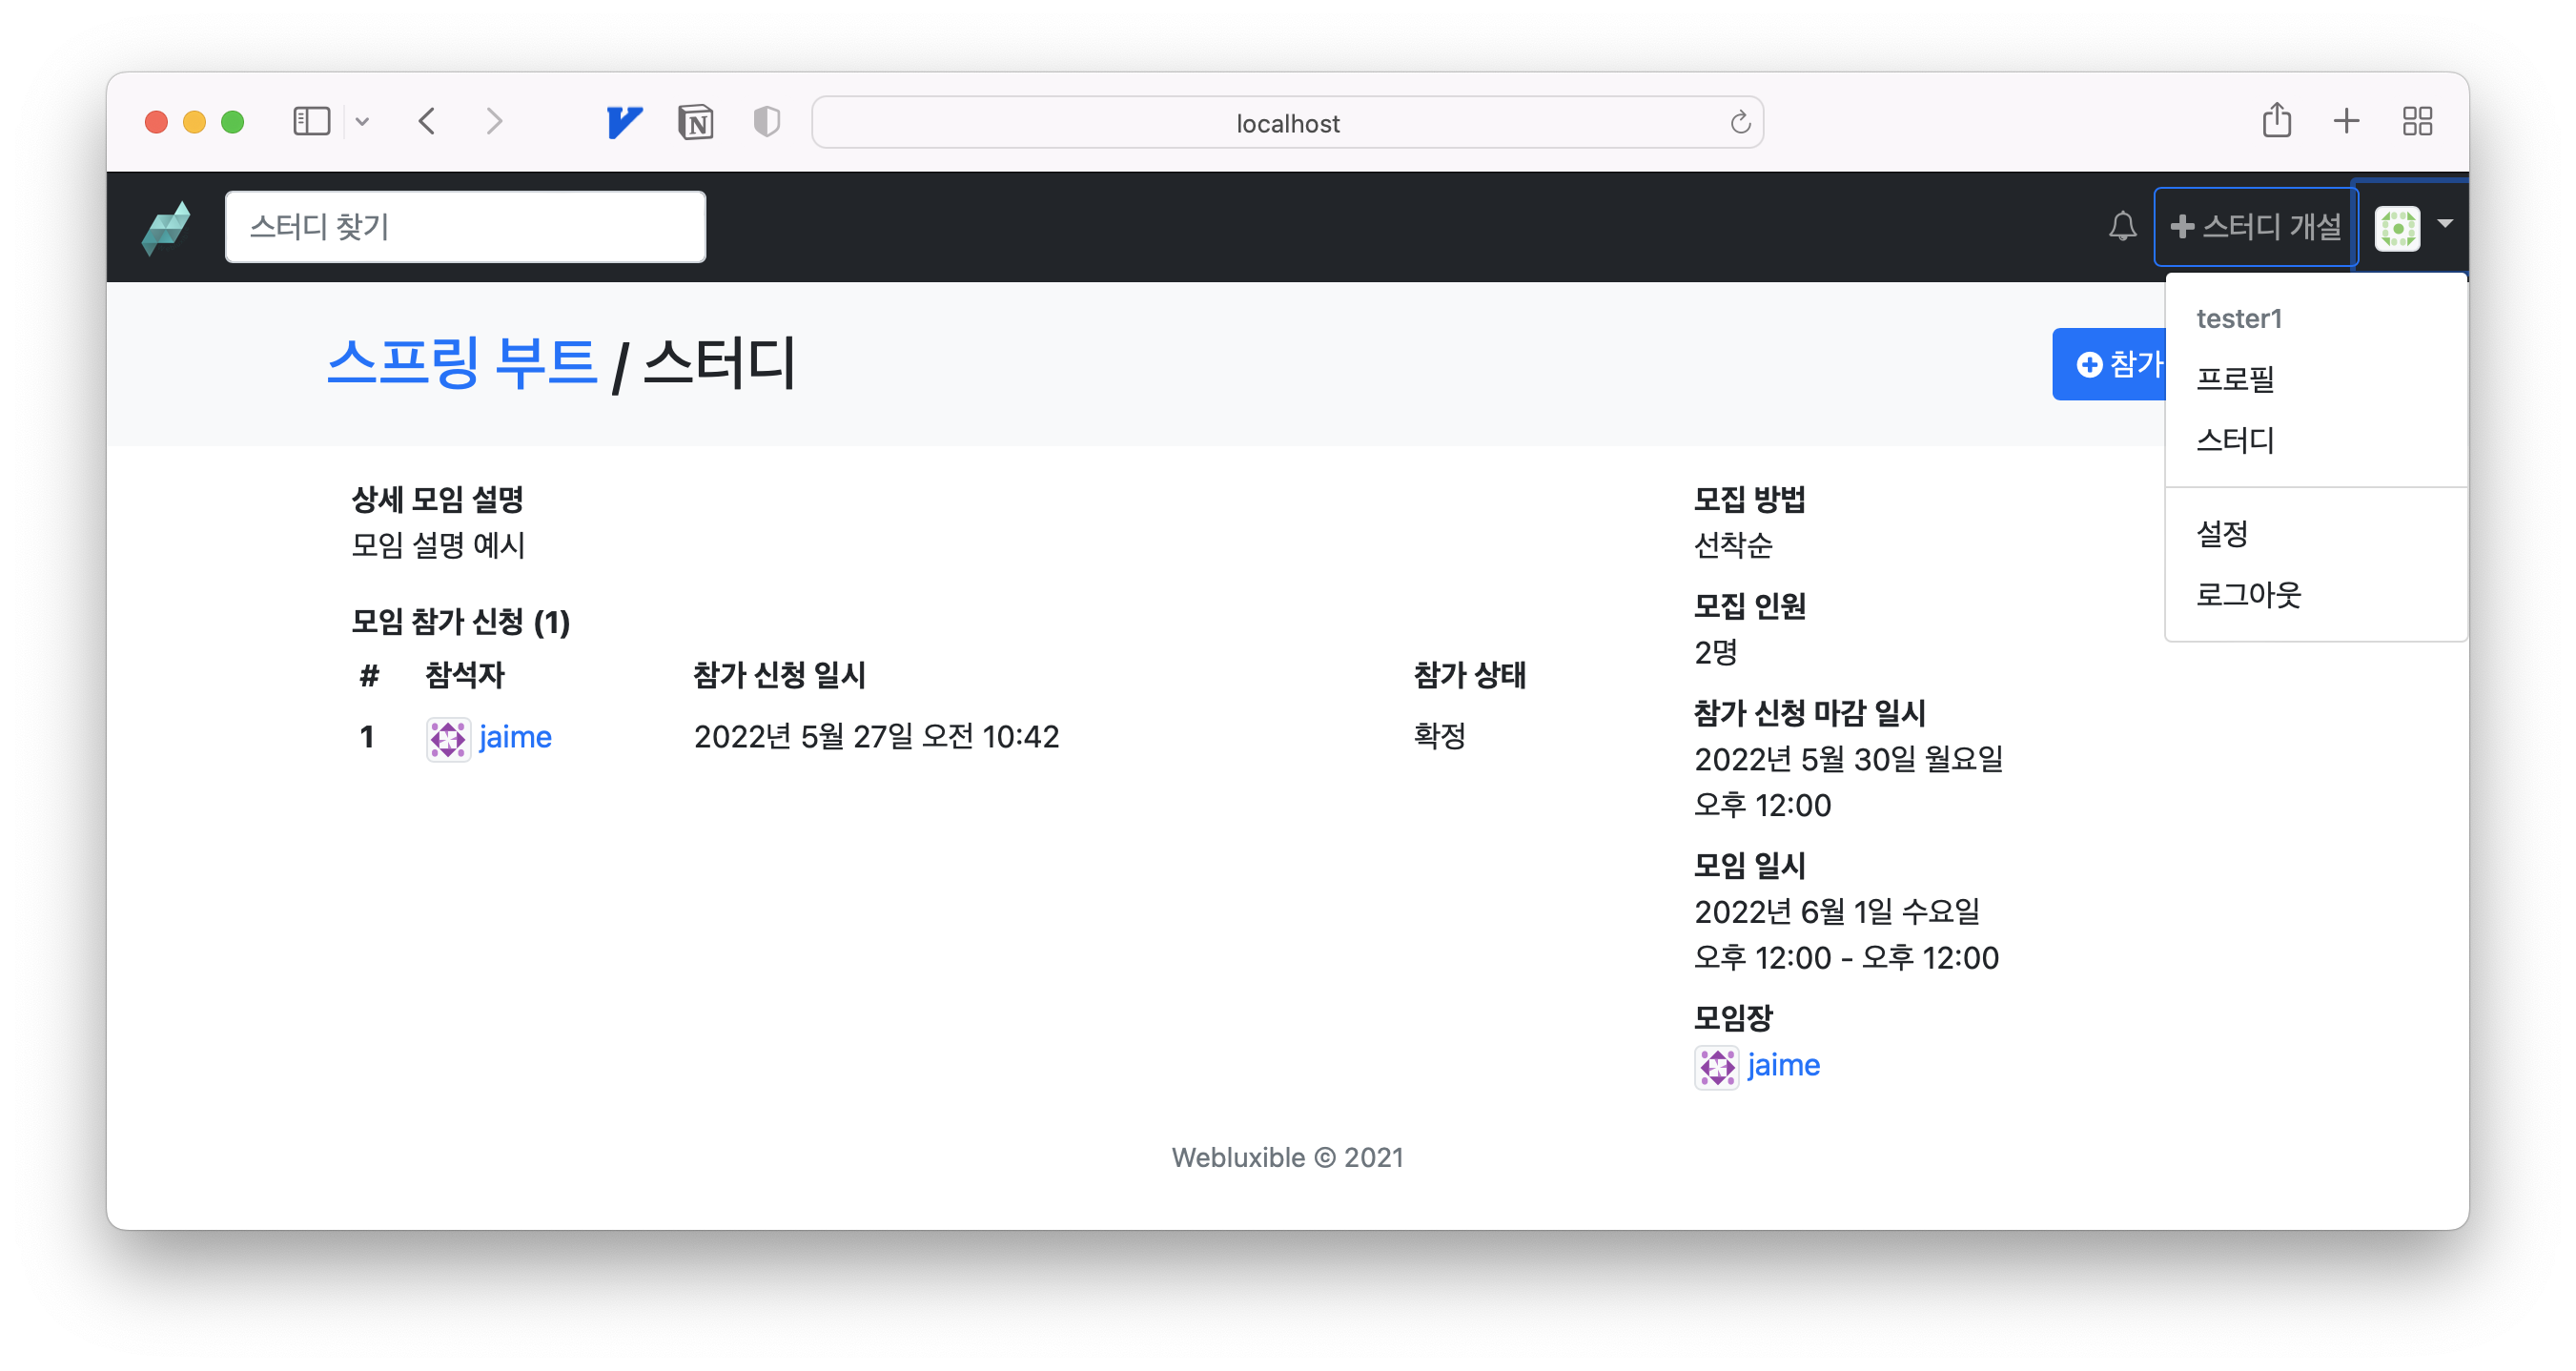 localhost
스터디 찾기
스터디 개설
tester1
프로필
스터디
설정
로그아웃
스프링 부트 / 스터디
참가
상세 모임 설명
모임 설명 예시
모임 참가 신청 (1)
# 참석자 참가 신청 일시 참가 상태
1 jaime 2022년 5월 27일 오전 10:42 확정
모집 방법
선착순
모집 인원
2명
참가 신청 마감 일시
2022년 5월 30일 월요일
오후 12:00
모임 일시
2022년 6월 1일 수요일
오후 12:00 - 오후 12:00
모임장
jaime
Webluxible © 2021